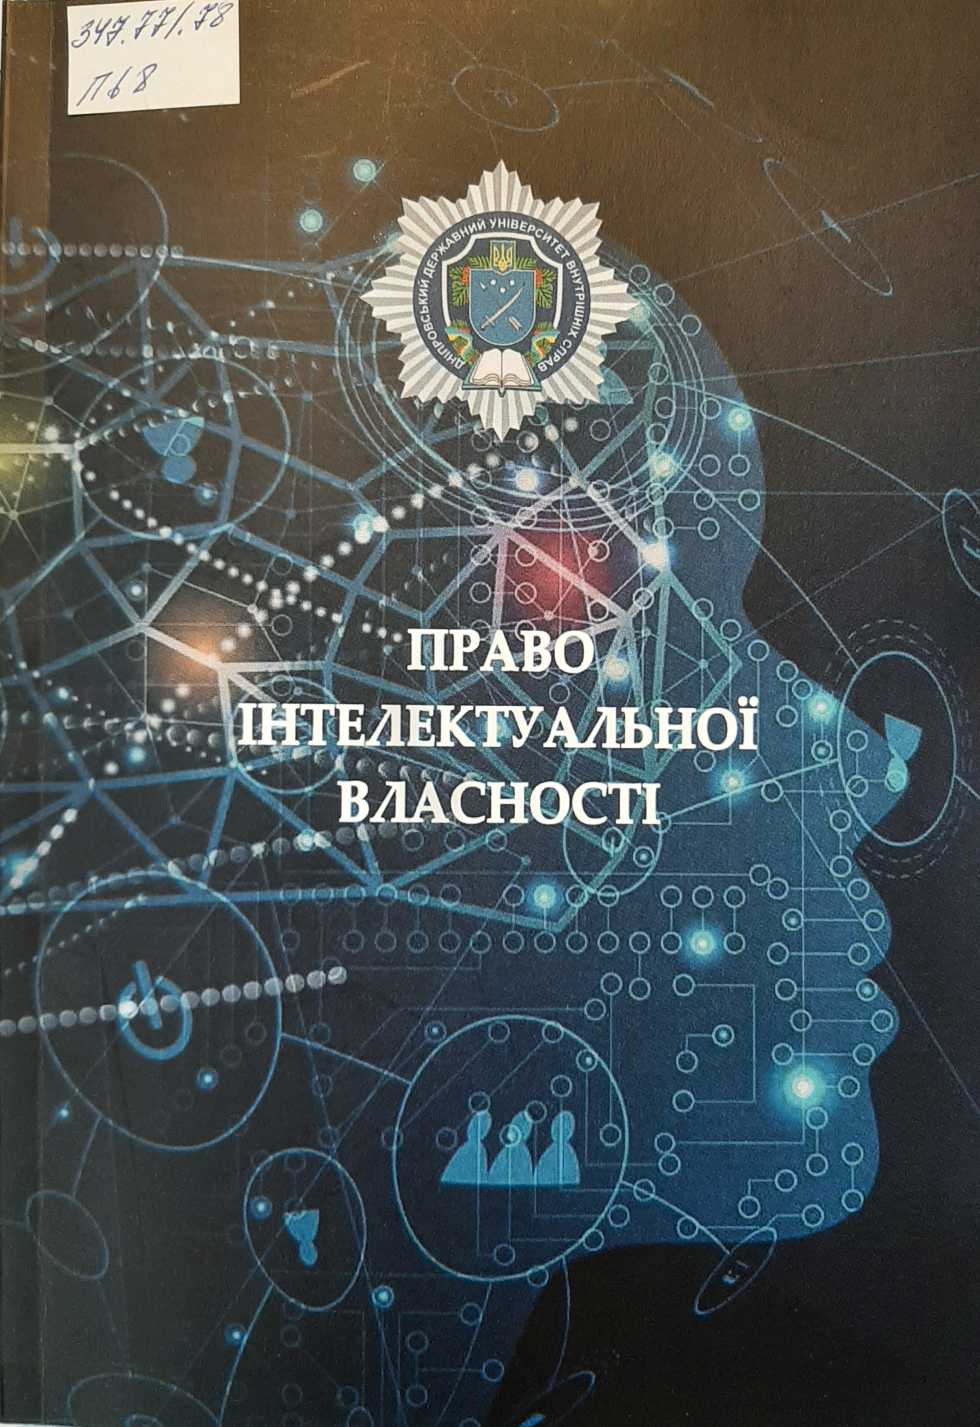 347.77/.78
П68
ДНІПРОВСЬКИЙ ДЕРЖАВНИЙ УНІВЕРСИТЕТ ВНУТРІШНІХ СПРАВ
ПРАВО
ІНТЕЛЕКТУАЛЬНОЇ
ВЛАСНОСТІ